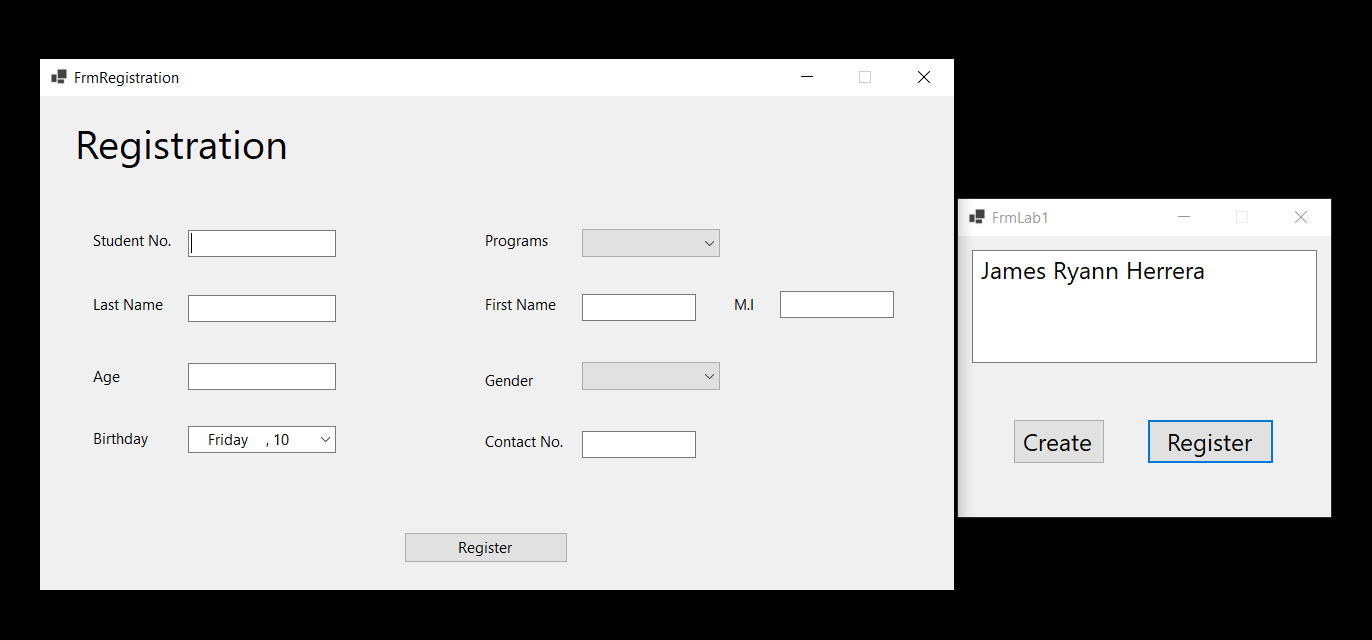 FrmRegistration
Registration
Student No.
Programs
Last Name
First Name
M.I
Age
Gender
Birthday
Friday , 10
Contact No.
Register
FrmLab1
James Ryann Herrera
Create
Register